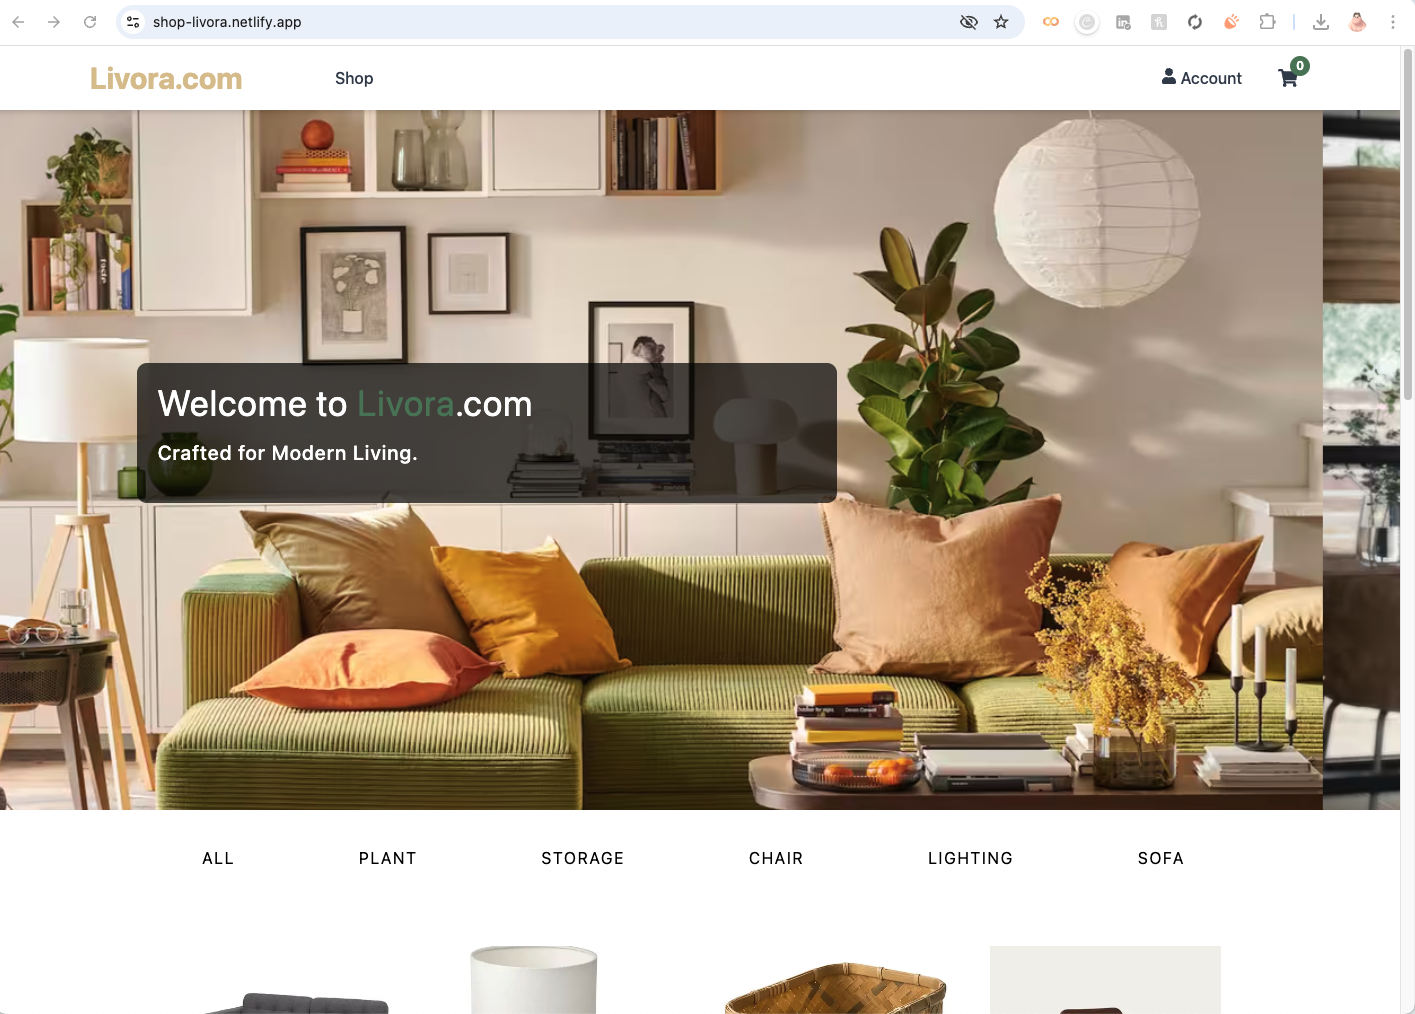 shop-livora.netlify.app
Livora.com
Shop
Account
0
Welcome to Livora.com
Crafted for Modern Living.
ALL
PLANT
STORAGE
CHAIR
LIGHTING
SOFA